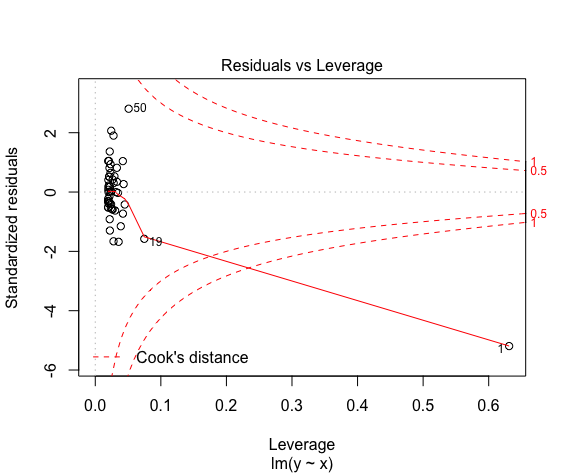 Residuals vs Leverage
Standardized residuals
2
0
-2
-4
-6
50
19
1
1
0.5
0.5
1
Cook's distance
0.0 0.1 0.2 0.3 0.4 0.5 0.6
Leverage
lm(y ~ x)